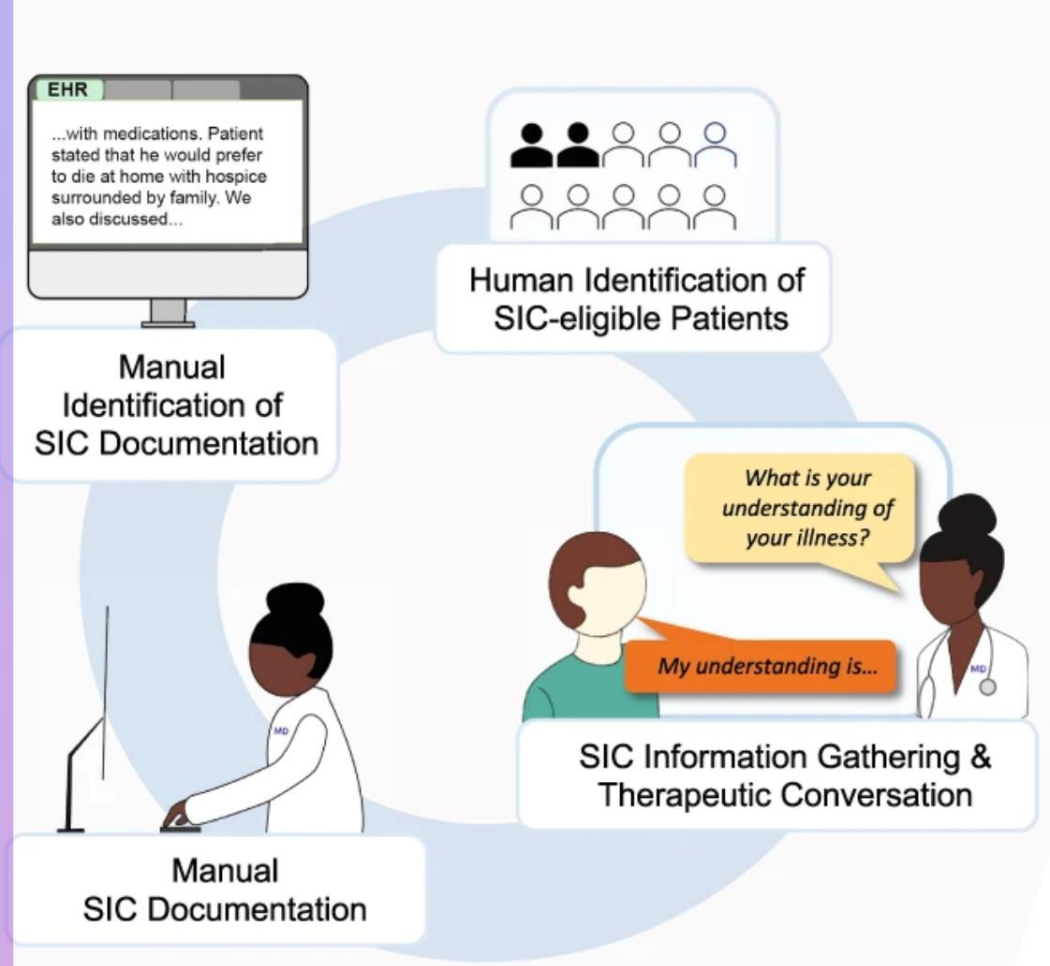 EHR
...with medications. Patient
stated that he would prefer
to die at home with hospice
surrounded by family. We
also discussed...
Manual
Identification of
SIC Documentation
Human Identification of
SIC-eligible Patients
What is your
understanding of
your illness?
My understanding is...
MD
SIC Information Gathering &
Therapeutic Conversation
MD
Manual
SIC Documentation